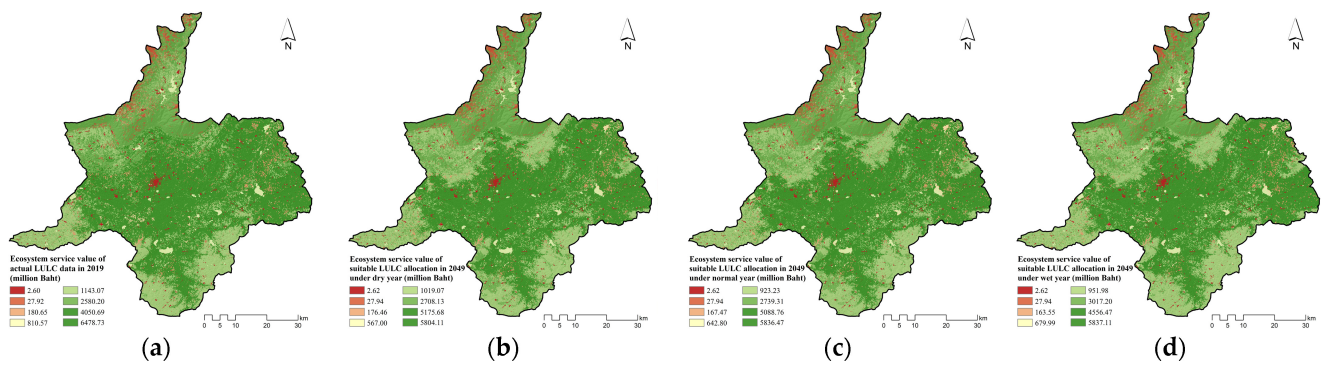 N
N
N
N
Ecosystem service value of
actual LULC data in 2019
(million Baht)
2.60 1143.07
27.92 2580.20
180.65 4050.69
810.57 6478.73
0 5 10 20 30 km
Ecosystem service value of
suitable LULC allocation in 2049
under dry year (million Baht)
2.62 1019.07
27.94 2708.13
176.46 5175.68
567.00 5804.11
0 5 10 20 30 km
Ecosystem service value of
suitable LULC allocation in 2049
under normal year (million Baht)
2.62 923.23
27.94 2739.31
167.47 5088.76
642.80 5836.47
0 5 10 20 30 km
Ecosystem service value of
suitable LULC allocation in 2049
under wet year (million Baht)
2.62 951.98
27.94 3017.20
163.55 4556.47
679.99 5837.11
0 5 10 20 30 km
(a) (b) (c) (d)